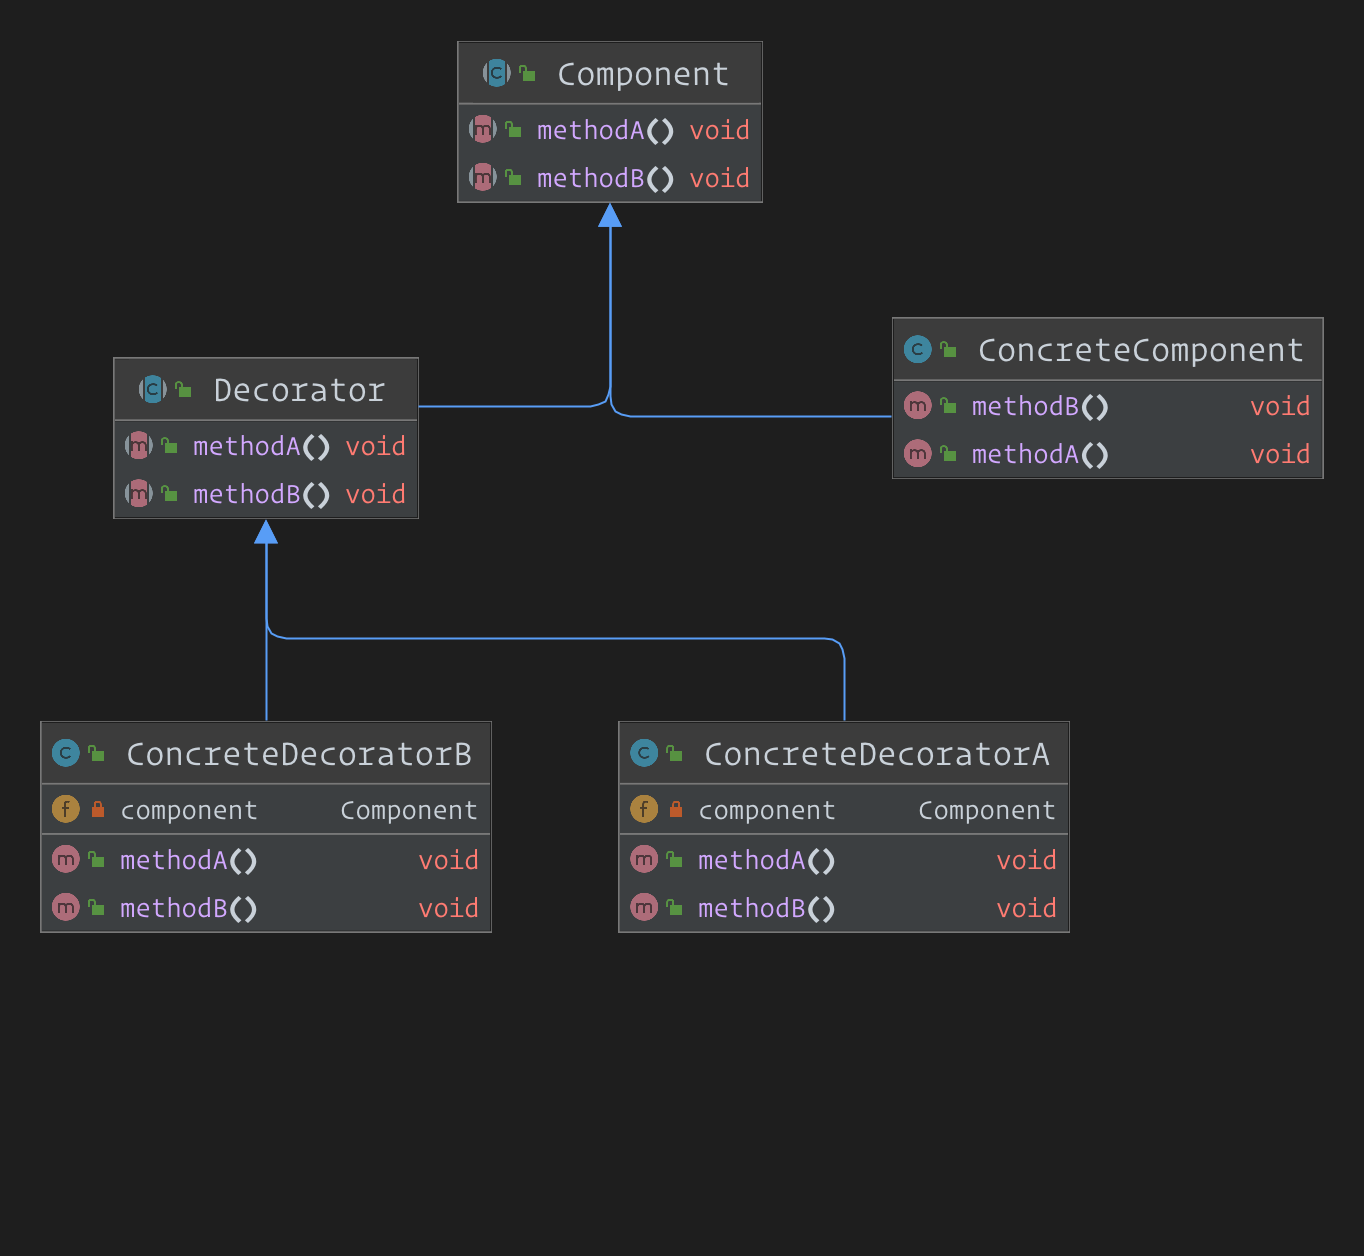 Component
methodA() void
methodB() void
ConcreteComponent
methodB() void
methodA() void
Decorator
methodA() void
methodB() void
ConcreteDecoratorB
component Component
methodA() void
methodB() void
ConcreteDecoratorA
component Component
methodA() void
methodB() void